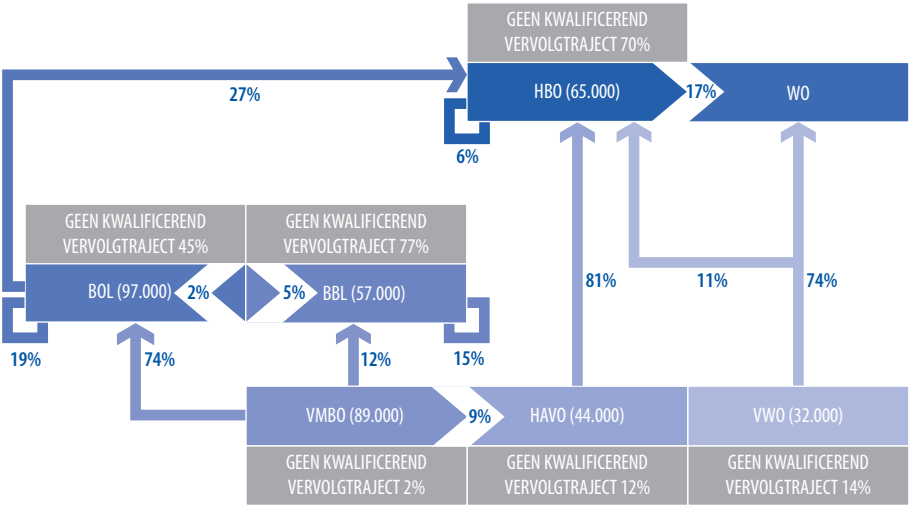 GEEN KWALIFICEREND
VERVOLGTRAJECT 70%
27%
HBO (65.000)
17%
WO
6%
GEEN KWALIFICEREND
VERVOLGTRAJECT 45%
GEEN KWALIFICEREND
VERVOLGTRAJECT 77%
BOL (97.000)
2%
5%
BBL (57.000)
81%
11%
74%
19%
74%
12%
15%
VMBO (89.000)
9%
HAVO (44.000)
VWO (32.000)
GEEN KWALIFICEREND
VERVOLGTRAJECT 2%
GEEN KWALIFICEREND
VERVOLGTRAJECT 12%
GEEN KWALIFICEREND
VERVOLGTRAJECT 14%